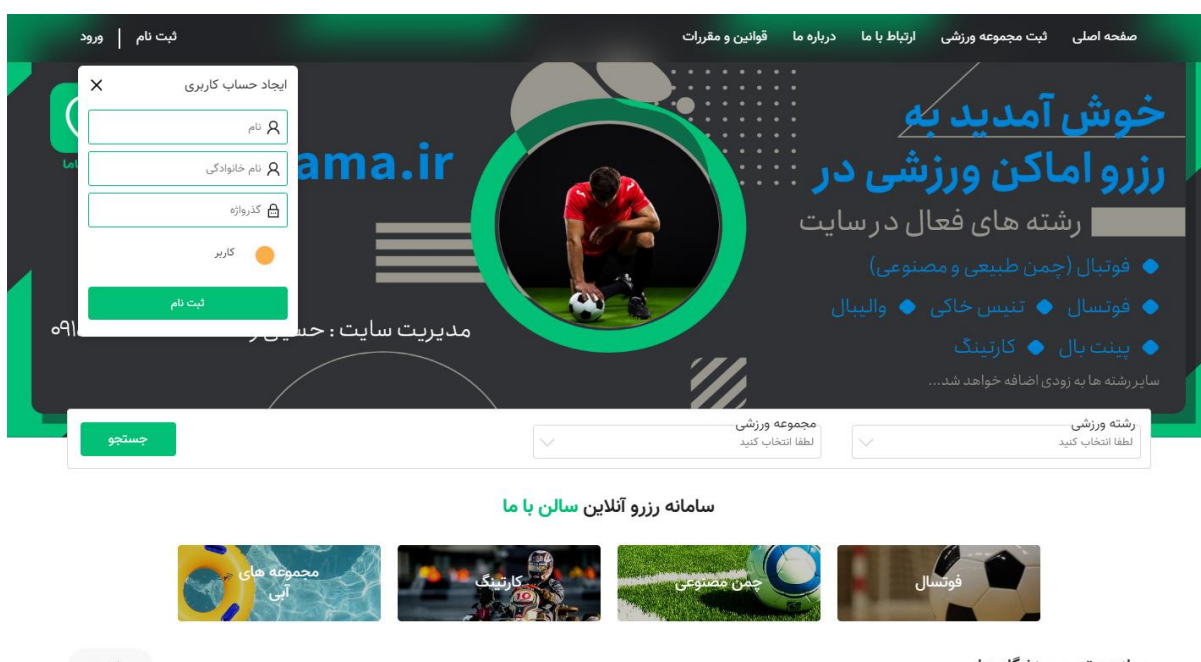 صفحه اصلی
ثبت مجموعه ورزشی
ارتباط با ما
درباره ما
قوانین و مقررات
ثبت نام
ورود
ایجاد حساب کاربری
نام
نام خانوادگی
گذرواژه
کاربر
ثبت نام
خوش آمدید به
رزرو اماکن ورزشی در
رشته های فعال در سایت
فوتبال (چمن طبیعی و مصنوعی)
فوتسال
تنیس خاکی
والیبال
پینت بال
کارتینگ
سایر رشته ها به زودی اضافه خواهد شد...
ama.ir
مدیریت سایت :
رشته ورزشی
لطفا انتخاب کنید
مجموعه ورزشی
لطفا انتخاب کنید
جستجو
سامانه رزرو آنلاین سالن با ما
فوتسال
چمن مصنوعی
کارتینگ
مجموعه های
آبی